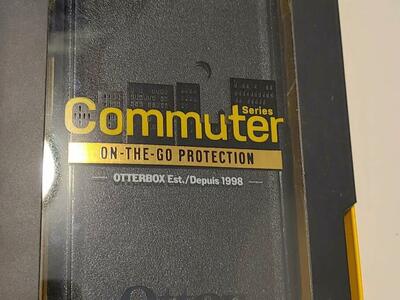 Commuter
Series
ON-THE-GO PROTECTION
OTTERBOX Est./Depuis 1998